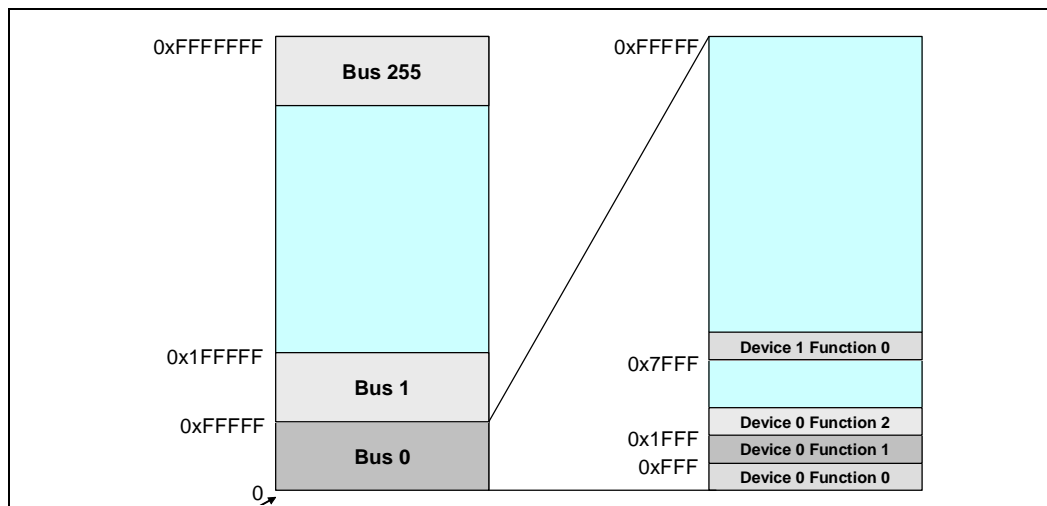 0xFFFFFFF
Bus 255
0x1FFFFF
Bus 1
0xFFFFF
Bus 0
0
0xFFFFF
Device 1 Function 0
0x7FFF
Device 0 Function 2
0x1FFF
Device 0 Function 1
0xFFF
Device 0 Function 0